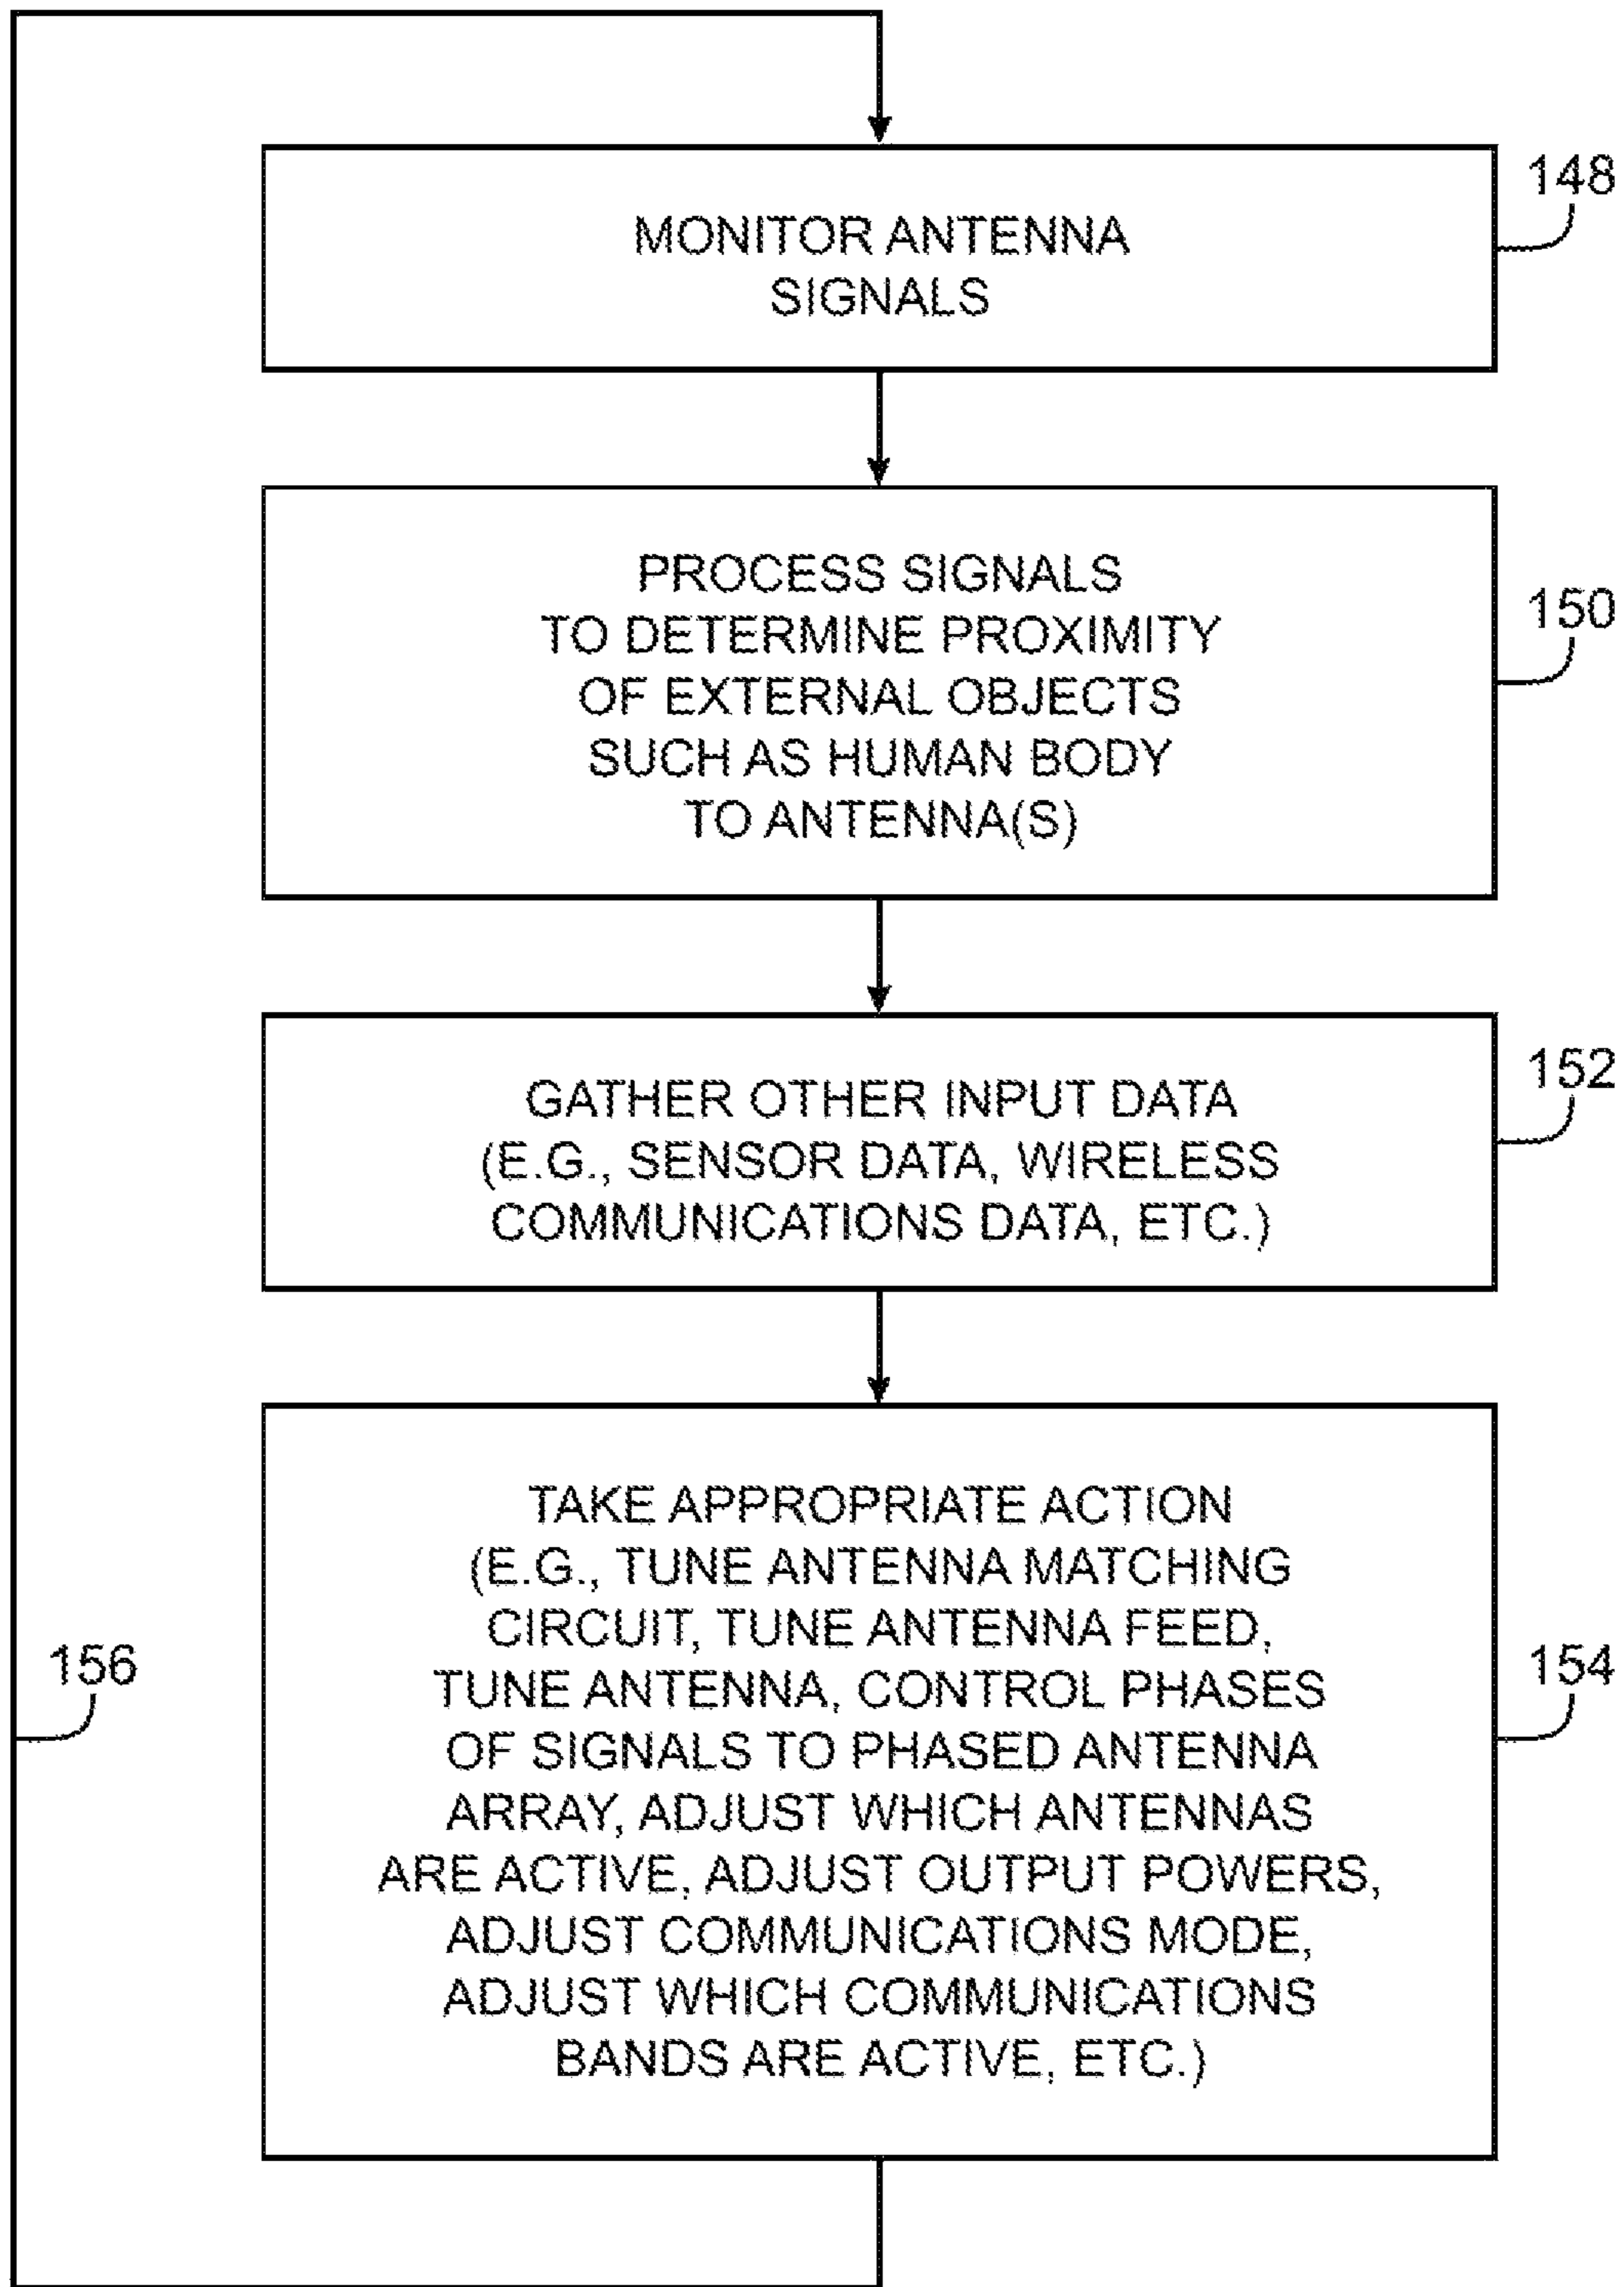 MONITOR ANTENNA
SIGNALS
148
PROCESS SIGNALS
TO DETERMINE PROXIMITY
OF EXTERNAL OBJECTS
SUCH AS HUMAN BODY
TO ANTENNA(S)
150
GATHER OTHER INPUT DATA
(E.G., SENSOR DATA, WIRELESS
COMMUNICATIONS DATA, ETC.)
152
TAKE APPROPRIATE ACTION
(E.G., TUNE ANTENNA MATCHING
CIRCUIT, TUNE ANTENNA FEED,
TUNE ANTENNA, CONTROL PHASES
OF SIGNALS TO PHASED ANTENNA
ARRAY, ADJUST WHICH ANTENNAS
ARE ACTIVE, ADJUST OUTPUT POWERS,
ADJUST COMMUNICATIONS MODE,
ADJUST WHICH COMMUNICATIONS
BANDS ARE ACTIVE, ETC.)
154
156